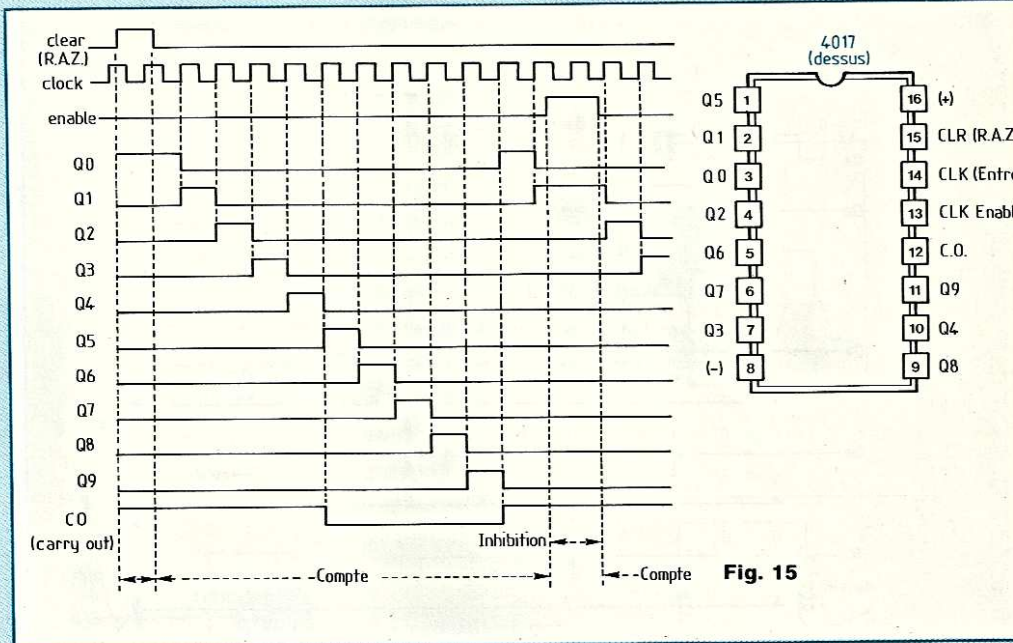 clear
(R.A.Z.)
clock
enable
Q0
Q1
Q2
Q3
Q4
Q5
Q6
Q7
Q8
Q9
CO
(carry out)
Inhibition
Compte
Compte
Fig. 15
4017
(dessus)
Q5 1
Q1 2
Q0 3
Q2 4
Q6 5
Q7 6
Q3 7
(-) 8
16 (+)
15 CLR (R.A.Z
14 CLK (Entré
13 CLK Enabl
12 C.O.
11 Q9
10 Q4
9 Q8